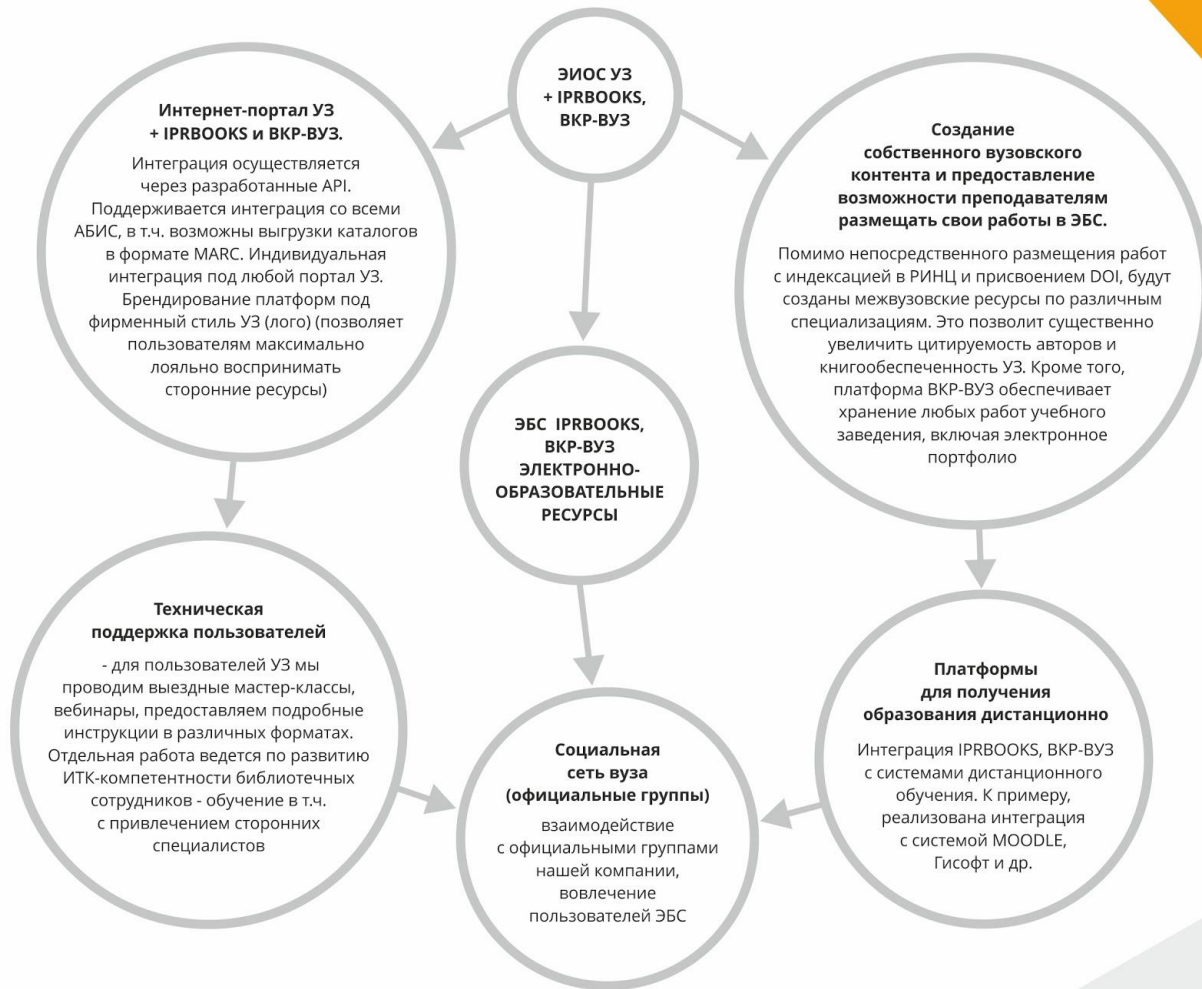 ЭИОС УЗ
+ IPRBOOKS,
ВКР-ВУЗ
Интернет-портал УЗ
+ IPRBOOKS и ВКР-ВУЗ.
Интеграция осуществляется
через разработанные API.
Поддерживается интеграция со всеми
АБИС, в т.ч. возможны выгрузки каталогов
в формате MARC. Индивидуальная
интеграция под любой портал УЗ.
Брендирование платформ под
фирменный стиль УЗ (лого) (позволяет
пользователям максимально
лояльно воспринимать
сторонние ресурсы)
Создание
собственного вузовского
контента и предоставление
возможности преподавателям
размещать свои работы в ЭБС.
Помимо непосредственного размещения работ
с индексацией в РИНЦ и присвоением DOI, будут
созданы межвузовские ресурсы по различным
специализациям. Это позволит существенно
увеличить цитируемость авторов и
книгообеспеченность УЗ. Кроме того,
платформа ВКР-ВУЗ обеспечивает
хранение любых работ учебного
заведения, включая электронное
портфолио
ЭБС IPRBOOKS,
ВКР-ВУЗ
ЭЛЕКТРОННО-
ОБРАЗОВАТЕЛЬНЫЕ
РЕСУРСЫ
Техническая
поддержка пользователей
- для пользователей УЗ мы
проводим выездные мастер-классы,
вебинары, предоставляем подробные
инструкции в различных форматах.
Отдельная работа ведется по развитию
ИТК-компетентности библиотечных
сотрудников - обучение в т.ч.
с привлечением сторонних
специалистов
Социальная
сеть вуза
(официальные группы)
взаимодействие
с официальными группами
нашей компании,
вовлечение
пользователей ЭБС
Платформы
для получения
образования дистанционно
Интеграция IPRBOOKS, ВКР-ВУЗ
с системами дистанционного
обучения. К примеру,
реализована интеграция
с системой MOODLE,
Гисофт и др.